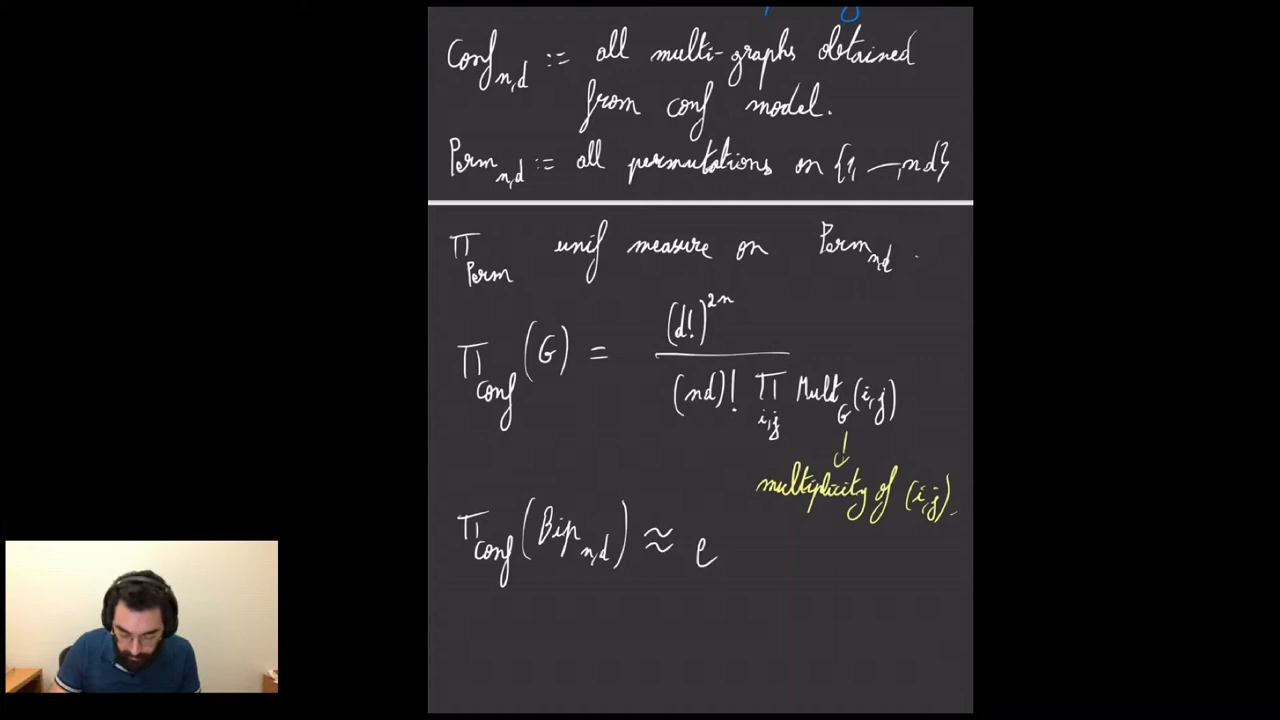 Conf_{n,d} := all multi-graphs obtained
from conf model.
Perm_{n,d} := all permutations on {1, —, nd}
Π_{Perm} unif measure on Perm_{n,d}.
Π_{Conf}(G) = (d!)^{2n} / (nd)! Π_{i,j} Mult_G(i,j)
↓
multiplicity of (i,j).
Π_{Conf}(Bip_{n,d}) ≈ e